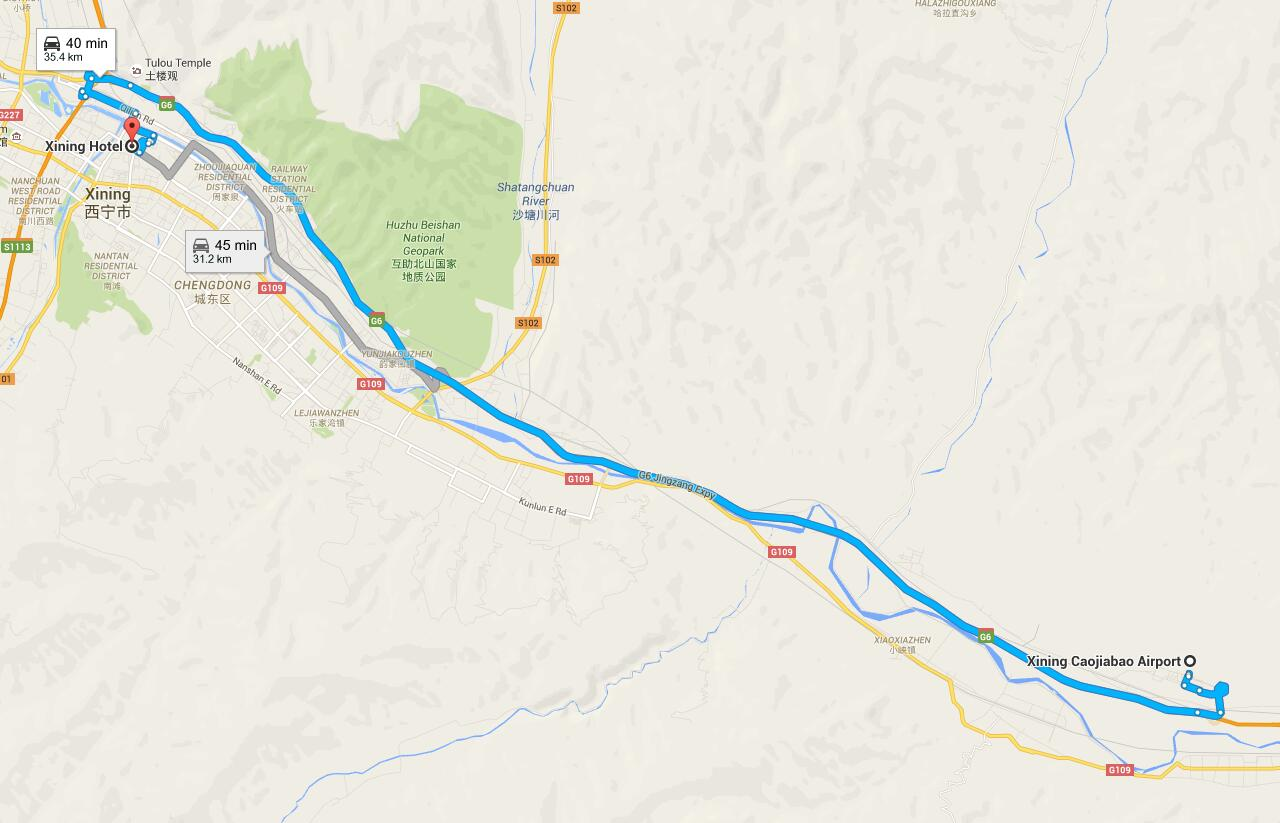 小桥
S102
HALAZHIGOUXIANG
哈拉直沟乡
40 min
35.4 km
Tulou Temple
土楼观
G6
G227
Qilian Rd
馆
Xining Hotel
Xining
西宁市
ZHOUJIAQUAN
RESIDENTIAL
DISTRICT
周家泉
RAILWAY
STATION
RESIDENTIAL
DISTRICT
火车站
NANCHUAN
WEST ROAD
RESIDENTIAL
DISTRICT
南川西路
Shatangchuan
River
沙塘川河
S1113
45 min
31.2 km
Huzhu Beishan
National
Geopark
互助北山国家
地质公园
S102
NANTAN
RESIDENTIAL
DISTRICT
南滩
CHENGDONG
城东区
G109
G6
S102
YUNJIAKOUZHEN
韵家口镇
Nanshan E Rd
G109
01
LEJIAWANZHEN
乐家湾镇
G109
G6 Jingzang Expy
Kunlun E Rd
G109
XIAOXIAZHEN
小峡镇
G6
Xining Caojiabao Airport
G109